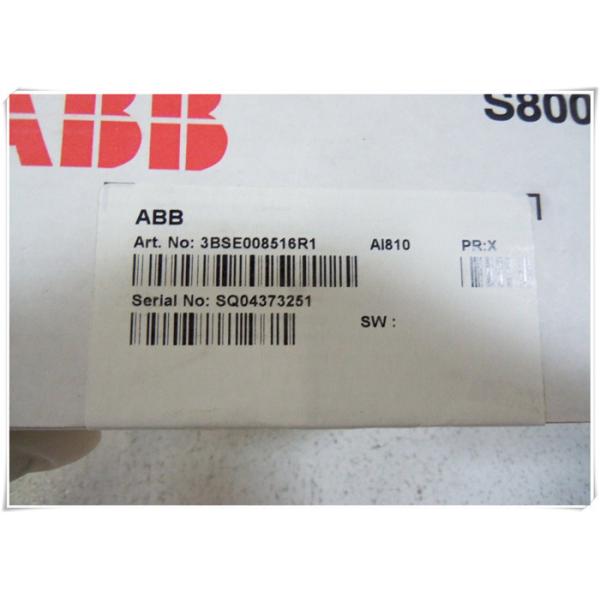 ABB
S800
ABB
Art. No: 3BSE008516R1 AI810 PR:X
Serial No: SQ04373251
SW :